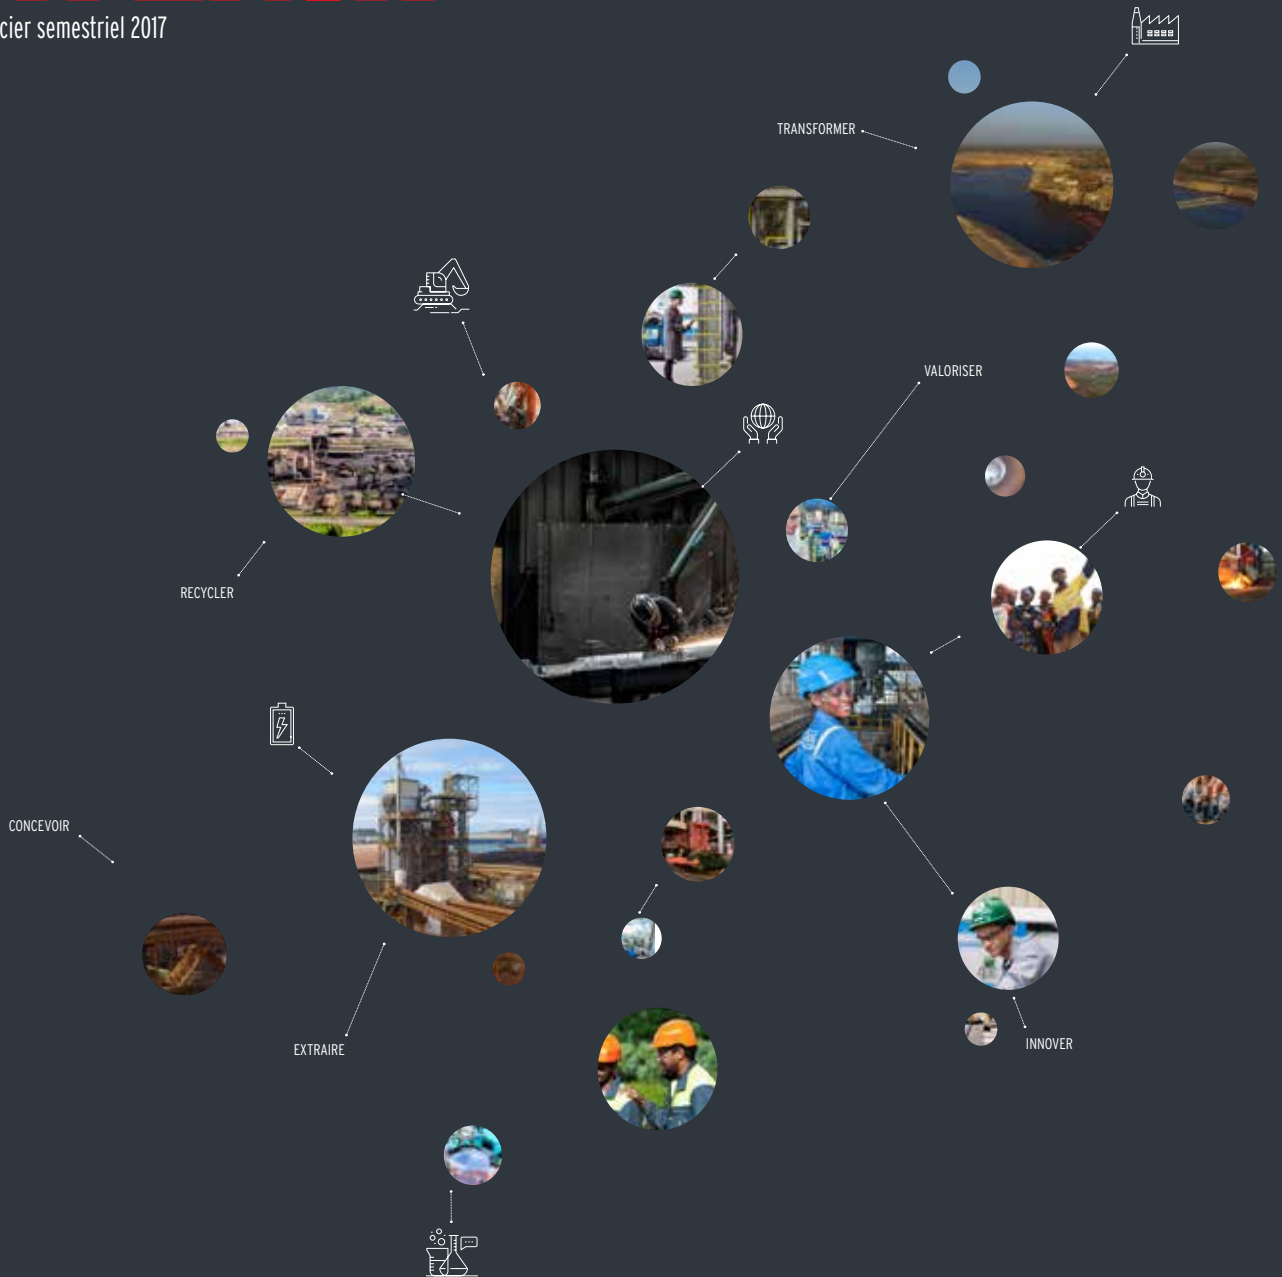 cier semestriel 2017
TRANSFORMER
VALORISER
RECYCLER
CONCEVOIR
EXTRAIRE
INNOVER